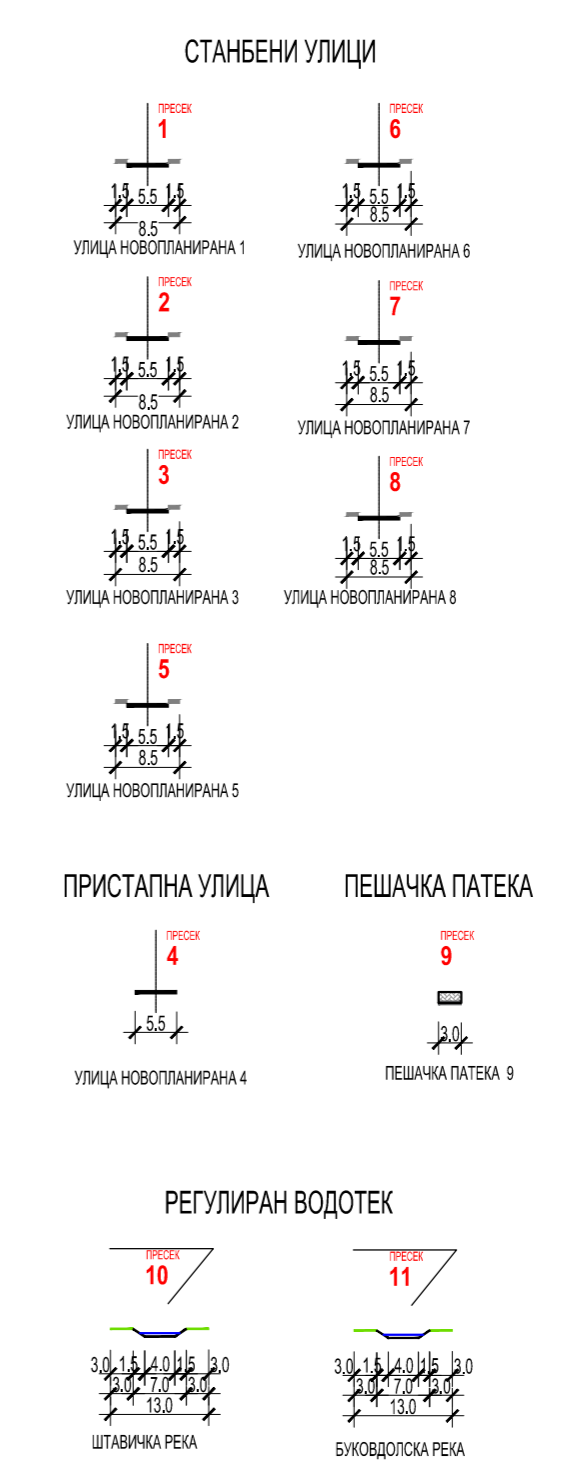 СТАНБЕНИ УЛИЦИ
ПРЕСЕК
1
1.5 5.5 1.5
8.5
УЛИЦА НОВОПЛАНИРАНА 1
ПРЕСЕК
6
1.5 5.5 1.5
8.5
УЛИЦА НОВОПЛАНИРАНА 6
ПРЕСЕК
2
1.5 5.5 1.5
8.5
УЛИЦА НОВОПЛАНИРАНА 2
ПРЕСЕК
7
1.5 5.5 1.5
8.5
УЛИЦА НОВОПЛАНИРАНА 7
ПРЕСЕК
3
1.5 5.5 1.5
8.5
УЛИЦА НОВОПЛАНИРАНА 3
ПРЕСЕК
8
1.5 5.5 1.5
8.5
УЛИЦА НОВОПЛАНИРАНА 8
ПРЕСЕК
5
1.5 5.5 1.5
8.5
УЛИЦА НОВОПЛАНИРАНА 5
ПРИСТАПНА УЛИЦА
ПРЕСЕК
4
5.5
УЛИЦА НОВОПЛАНИРАНА 4
ПЕШАЧКА ПАТЕКА
ПРЕСЕК
9
3.0
ПЕШАЧКА ПАТЕКА 9
РЕГУЛИРАН ВОДОТЕК
ПРЕСЕК
10
3.0 1.5 4.0 1.5 3.0
3.0 7.0 3.0
13.0
ШТАВИЧКА РЕКА
ПРЕСЕК
11
3.0 1.5 4.0 1.5 3.0
3.0 7.0 3.0
13.0
БУКОВДОЛСКА РЕКА